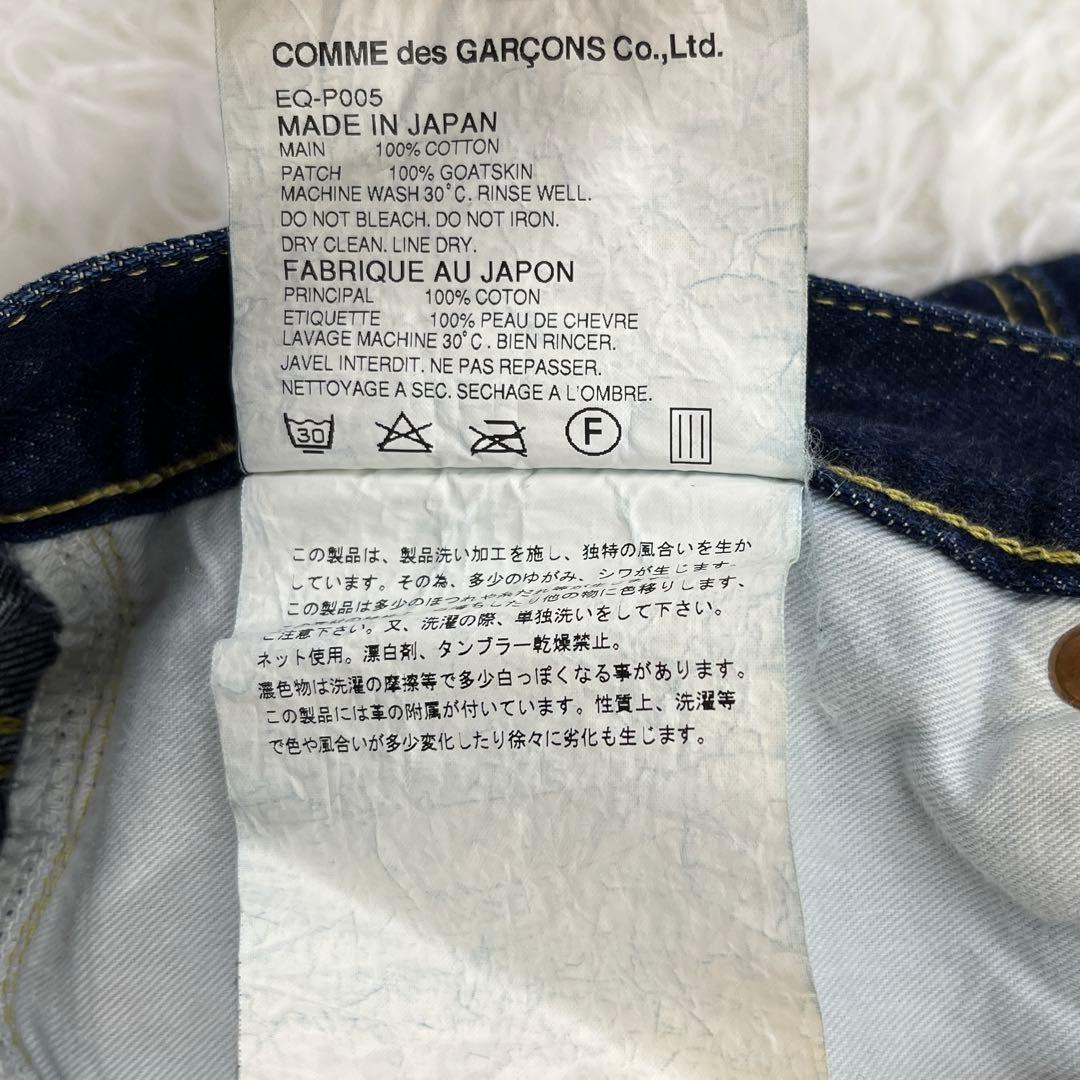 COMME des GARÇONS Co.,Ltd.
EQ-P005
MADE IN JAPAN
MAIN 100% COTTON
PATCH 100% GOATSKIN
MACHINE WASH 30°C. RINSE WELL.
DO NOT BLEACH. DO NOT IRON.
DRY CLEAN. LINE DRY.
FABRIQUE AU JAPON
PRINCIPAL 100% COTON
ETIQUETTE 100% PEAU DE CHEVRE
LAVAGE MACHINE 30°C. BIEN RINCER.
JAVEL INTERDIT. NE PAS REPASSER.
NETTOYAGE A SEC. SECHAGE A L'OMBRE.
30 F
この製品は、製品洗い加工を施し、独特の風合いを生か
しています。その為、多少のゆがみ、シワが生じます。
この製品は多少のほつれや
したり他の物に色移りします、
ご注意下さい。又、洗濯の際、単独洗いをして下さい。
ネット使用。漂白剤、タンブラー乾燥禁止。
濃色物は洗濯の摩擦等で多少白っぽくなる事があります。
この製品には革の附属が付いています。性質上、洗濯等
で色や風合いが多少変化したり徐々に劣化も生じます。